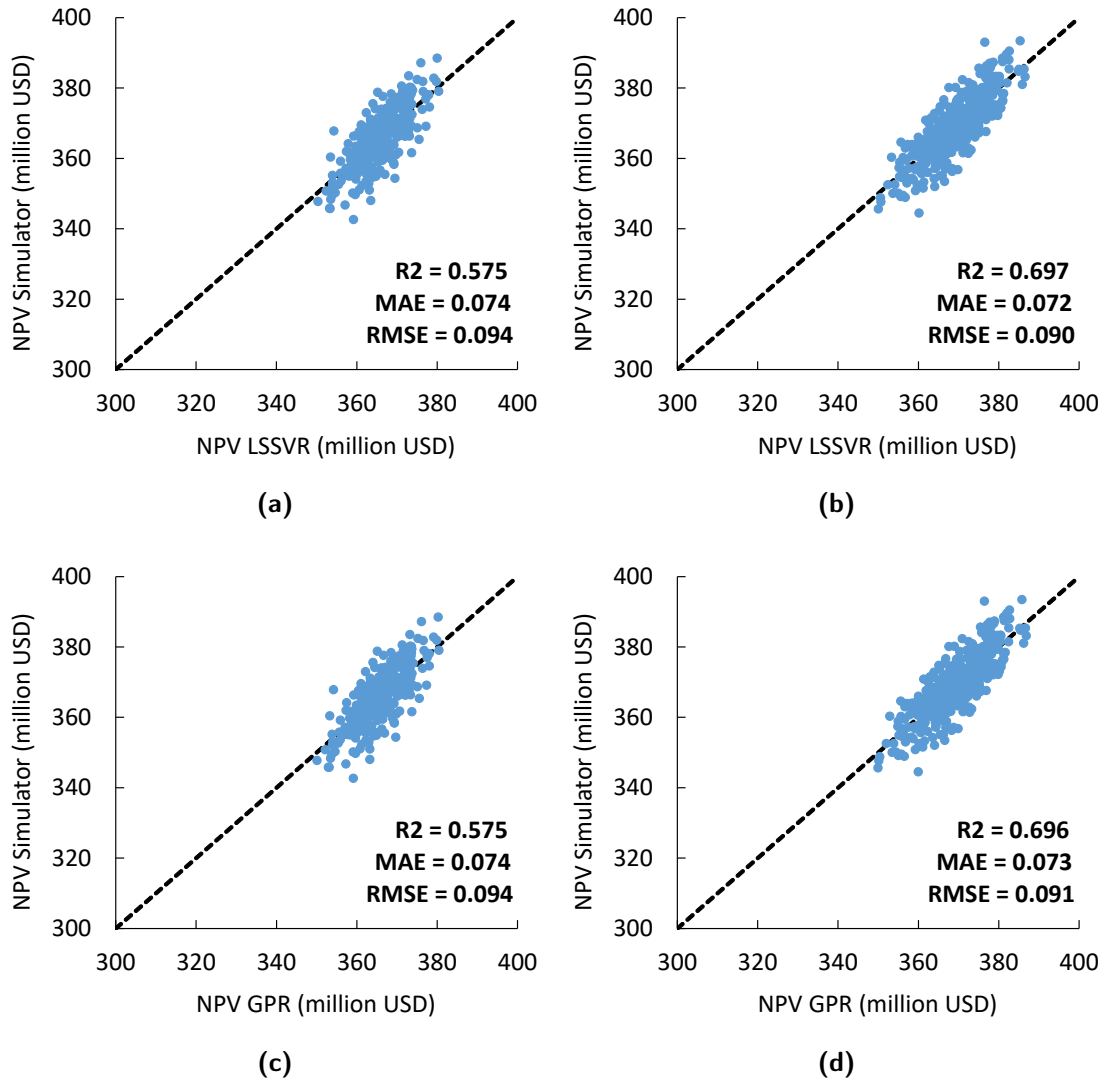 400
380
360
340
320
300
NPV Simulator (million USD)
R2 = 0.575
MAE = 0.074
RMSE = 0.094
300 320 340 360 380 400
NPV LSSVR (million USD)
(a)
400
380
360
340
320
300
NPV Simulator (million USD)
R2 = 0.697
MAE = 0.072
RMSE = 0.090
300 320 340 360 380 400
NPV LSSVR (million USD)
(b)
400
380
360
340
320
300
NPV Simulator (million USD)
R2 = 0.575
MAE = 0.074
RMSE = 0.094
300 320 340 360 380 400
NPV GPR (million USD)
(c)
400
380
360
340
320
300
NPV Simulator (million USD)
R2 = 0.696
MAE = 0.073
RMSE = 0.091
300 320 340 360 380 400
NPV GPR (million USD)
(d)